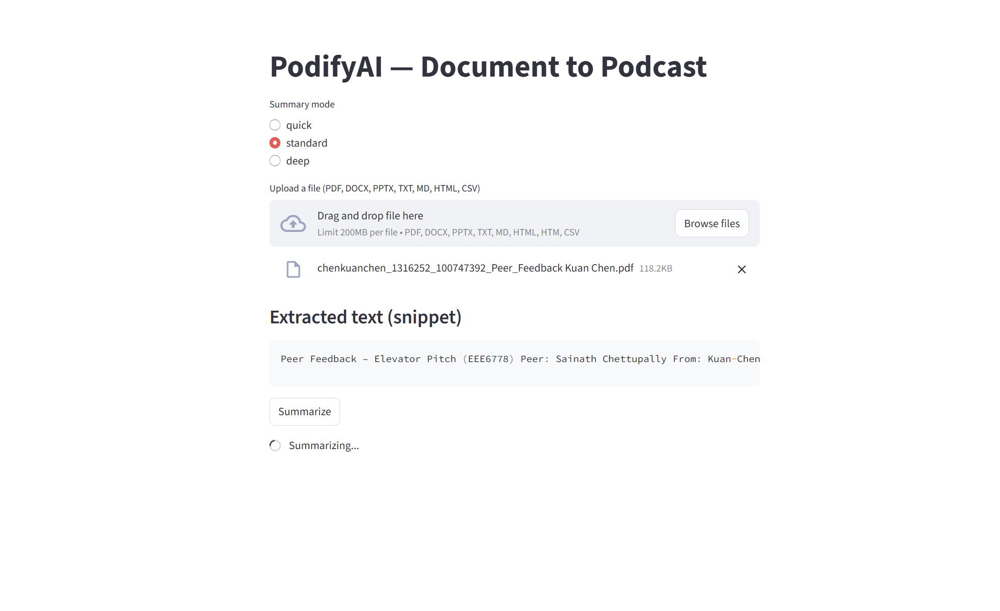 PodifyAI — Document to Podcast
Summary mode
quick
standard
deep
Upload a file (PDF, DOCX, PPTX, TXT, MD, HTML, CSV)
Drag and drop file here
Limit 200MB per file • PDF, DOCX, PPTX, TXT, MD, HTML, HTM, CSV
Browse files
chenkuanchen_1316252_100747392_Peer_Feedback Kuan Chen.pdf 118.2KB
Extracted text (snippet)
Peer Feedback – Elevator Pitch (EEE6778) Peer: Sainath Chettupally From: Kuan-Chen
Summarize
Summarizing...